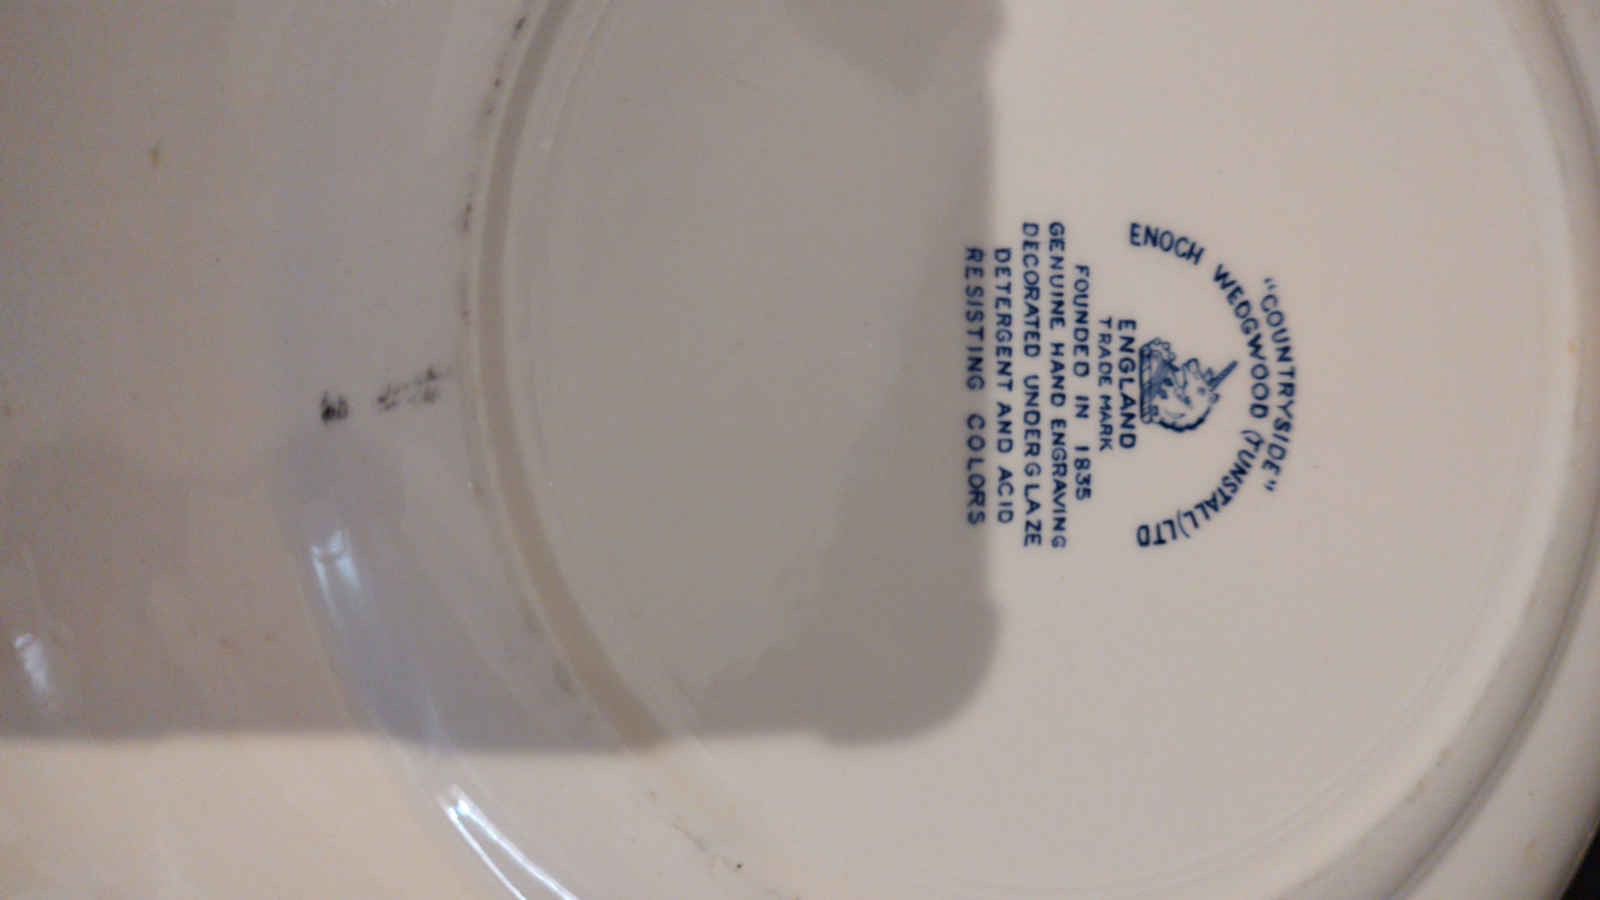 "COUNTRYSIDE"
ENOCH WEDGWOOD (TUNSTALL) LTD
ENGLAND
TRADE MARK
FOUNDED IN 1835
GENUINE HAND ENGRAVING
DECORATED UNDERGLAZE
DETERGENT AND ACID
RESISTING COLORS